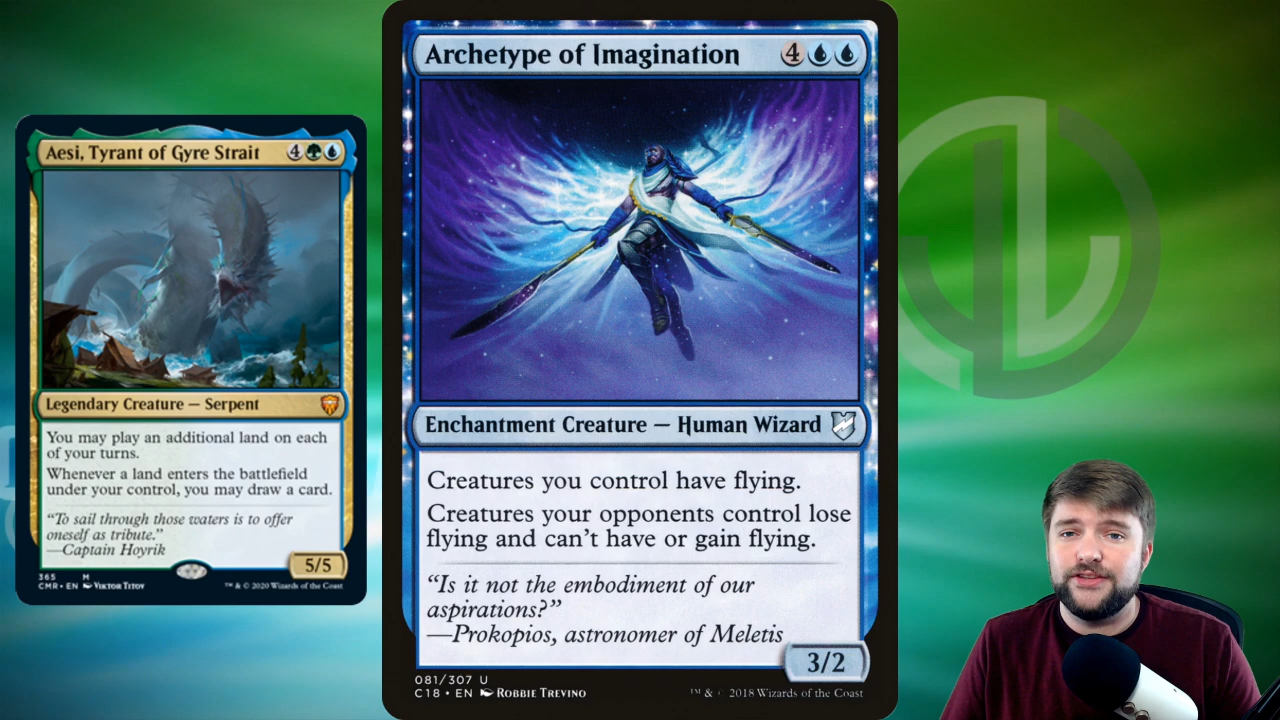 Aesi, Tyrant of Gyre Strait 4
Legendary Creature — Serpent
You may play an additional land on each
of your turns.
Whenever a land enters the battlefield
under your control, you may draw a card.
“To sail through those waters is to offer
oneself as tribute.”
—Captain Hoyrik
5/5
365 M
CMR • EN Viktor Titov
™ & © 2020 Wizards of the Coast
Archetype of Imagination 4
Enchantment Creature — Human Wizard
Creatures you control have flying.
Creatures your opponents control lose
flying and can't have or gain flying.
“Is it not the embodiment of our
aspirations?”
—Prokopios, astronomer of Meletis
3/2
081/307 U
C18 • EN Robbie Trevino
™ & © 2018 Wizards of the Coast